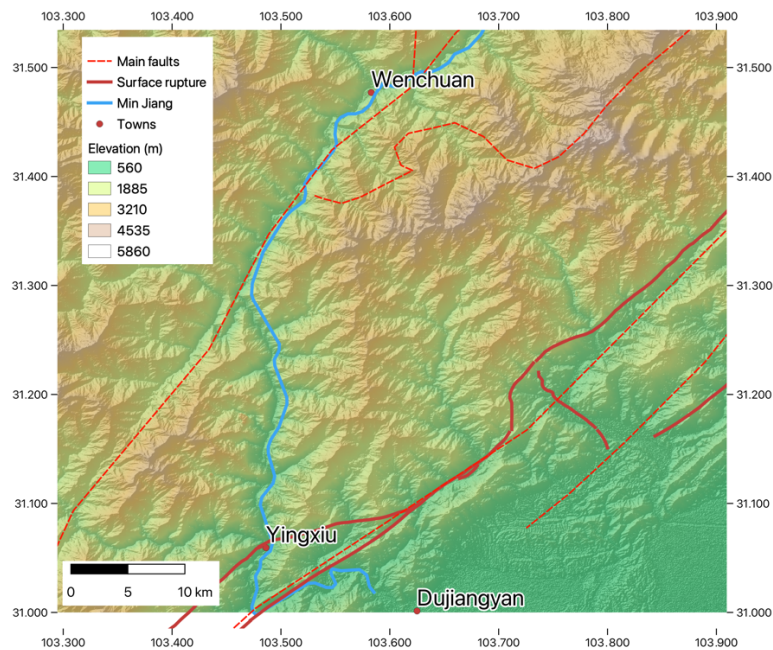 103.300 103.400 103.500 103.600 103.700 103.800 103.900
Main faults
Surface rupture
Min Jiang
Towns
Elevation (m)
560
1885
3210
4535
5860
31.500 31.500
Wenchuan
31.400 31.400
31.300 31.300
31.200 31.200
31.100 31.100
Yingxiu
0 5 10 km
Dujiangyan
31.000 31.000
103.300 103.400 103.500 103.600 103.700 103.800 103.900